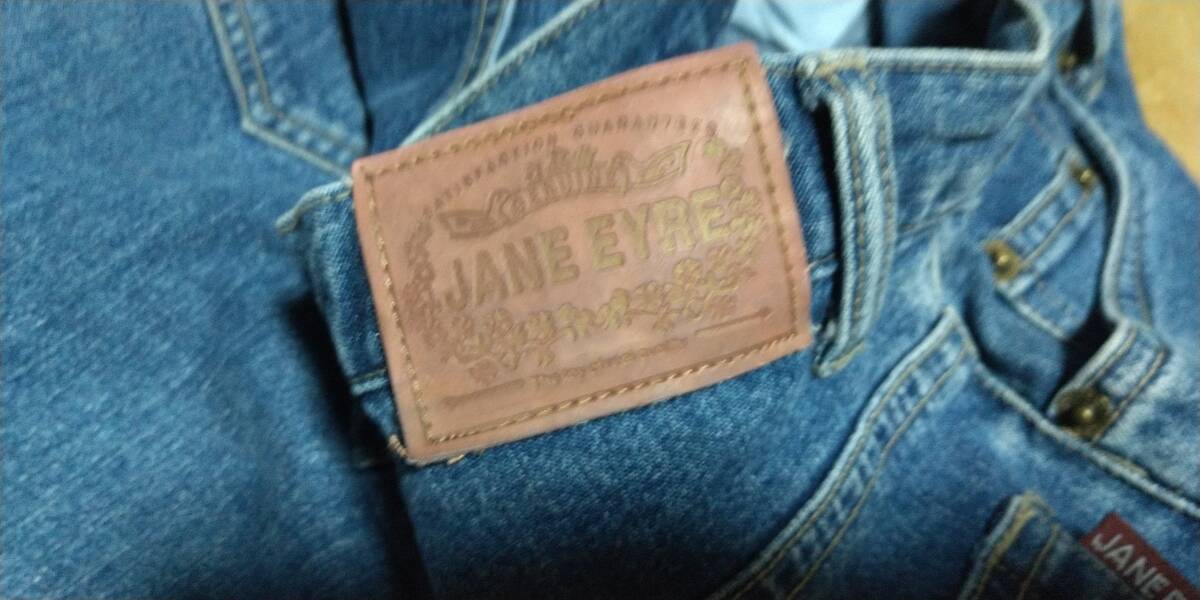 SATISFACTION GUARANTEED
JANE EYRE
JANE E